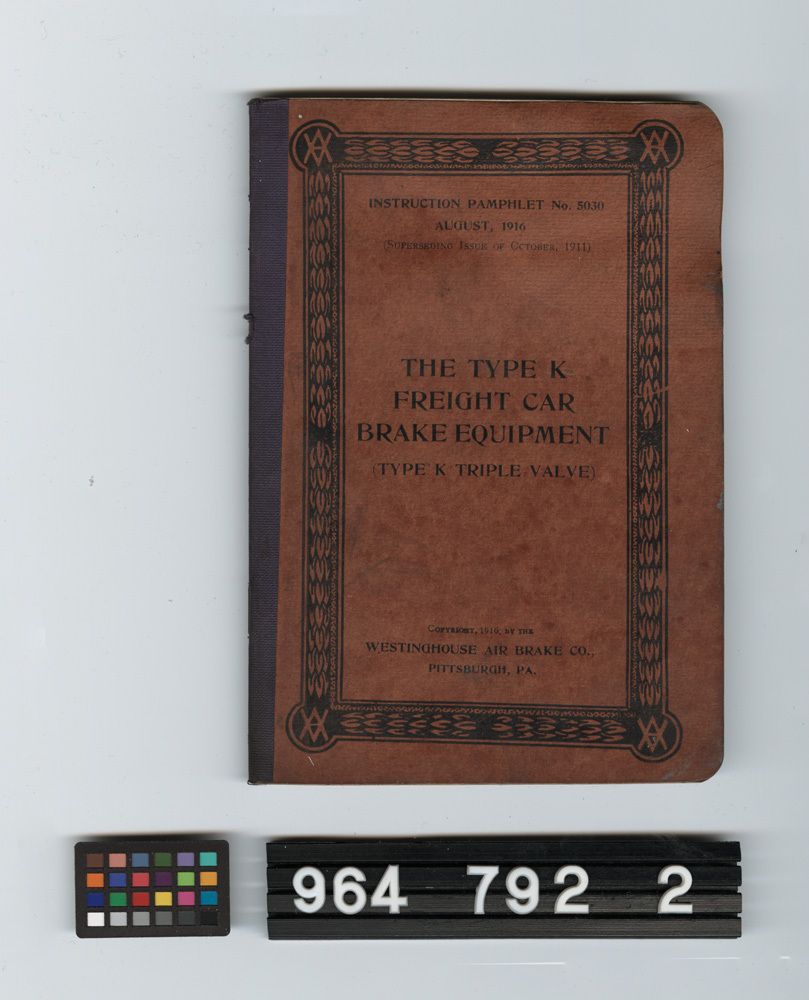 INSTRUCTION PAMPHLET No. 5030
AUGUST, 1916
(SUPERSEDING ISSUE OF OCTOBER, 1911)
THE TYPE K
FREIGHT CAR
BRAKE EQUIPMENT
(TYPE K TRIPLE VALVE)
COPYRIGHT, 1916, BY THE
WESTINGHOUSE AIR BRAKE CO.,
PITTSBURGH, PA.
964 792 2